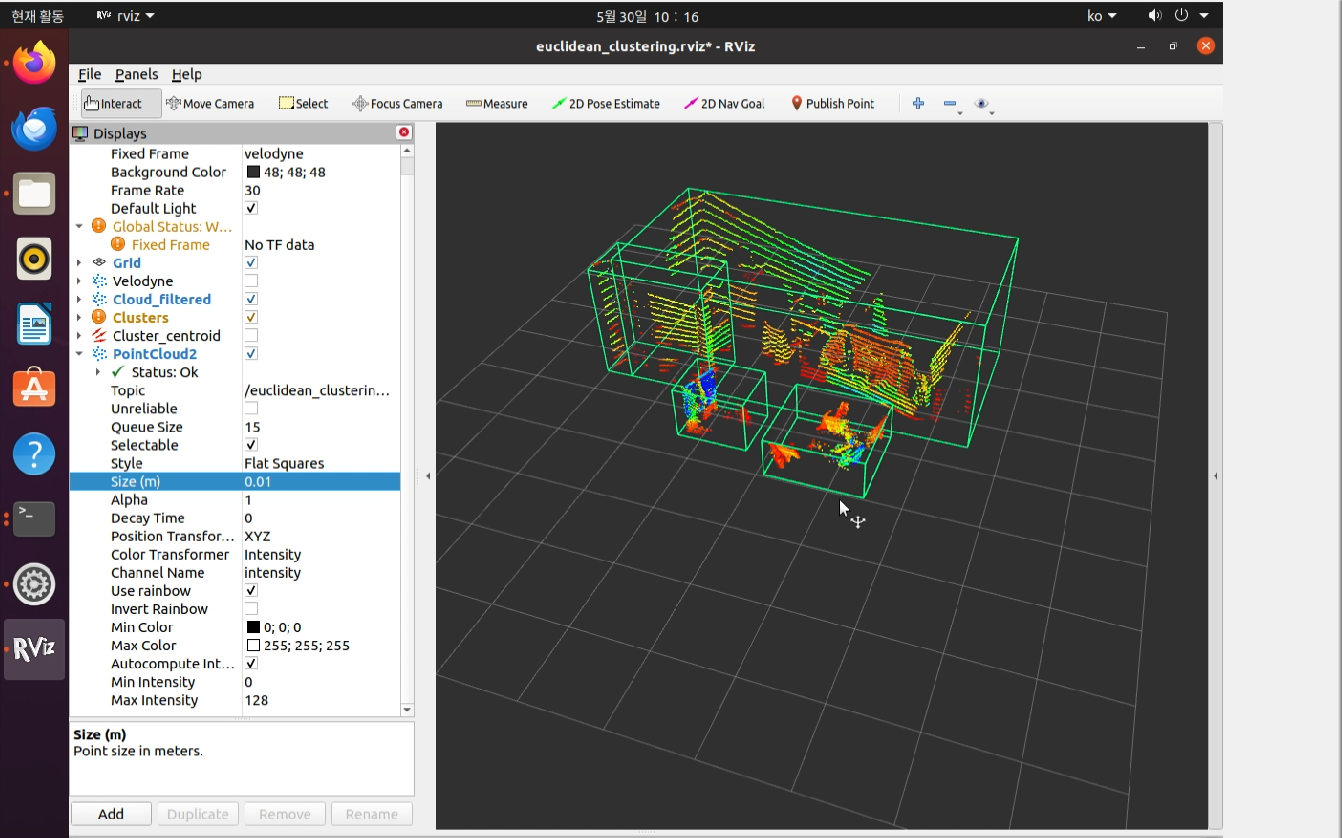 현재 활동
RViz rviz
5월 30일 10 : 16
ko
euclidean_clustering.rviz* - RViz
File Panels Help
Interact Move Camera Select Focus Camera Measure 2D Pose Estimate 2D Nav Goal Publish Point
Displays
Fixed Frame velodyne
Background Color 48; 48; 48
Frame Rate 30
Default Light
Global Status: W...
Fixed Frame No TF data
Grid
Velodyne
Cloud_filtered
Clusters
Cluster_centroid
PointCloud2
Status: Ok
Topic /euclidean_clusterin...
Unreliable
Queue Size 15
Selectable
Style Flat Squares
Size (m) 0.01
Alpha 1
Decay Time 0
Position Transfor... XYZ
Color Transformer Intensity
Channel Name intensity
Use rainbow
Invert Rainbow
Min Color 0; 0; 0
Max Color 255; 255; 255
Autocompute Int...
Min Intensity 0
Max Intensity 128
Size (m)
Point size in meters.
Add Duplicate Remove Rename
RViz